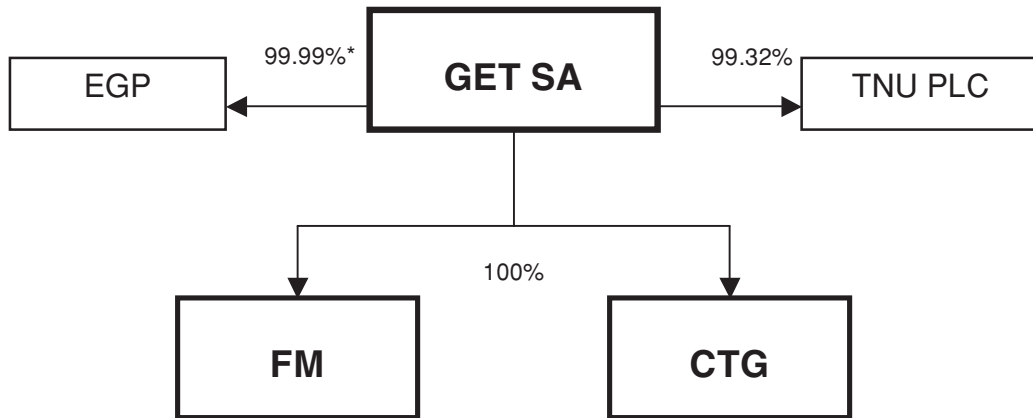 99.99%*
GET SA
99.32%
EGP
TNU PLC
100%
FM
CTG